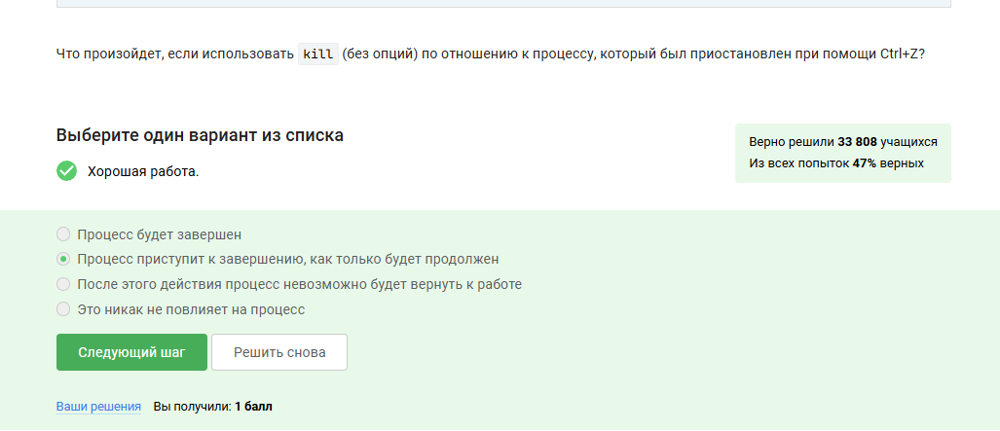 Что произойдет, если использовать kill (без опций) по отношению к процессу, который был приостановлен при помощи Ctrl+Z?
Выберите один вариант из списка
Хорошая работа.
Верно решили 33 808 учащихся
Из всех попыток 47% верных
Процесс будет завершен
Процесс приступит к завершению, как только будет продолжен
После этого действия процесс невозможно будет вернуть к работе
Это никак не повлияет на процесс
Следующий шаг
Решить снова
Ваши решения Вы получили: 1 балл